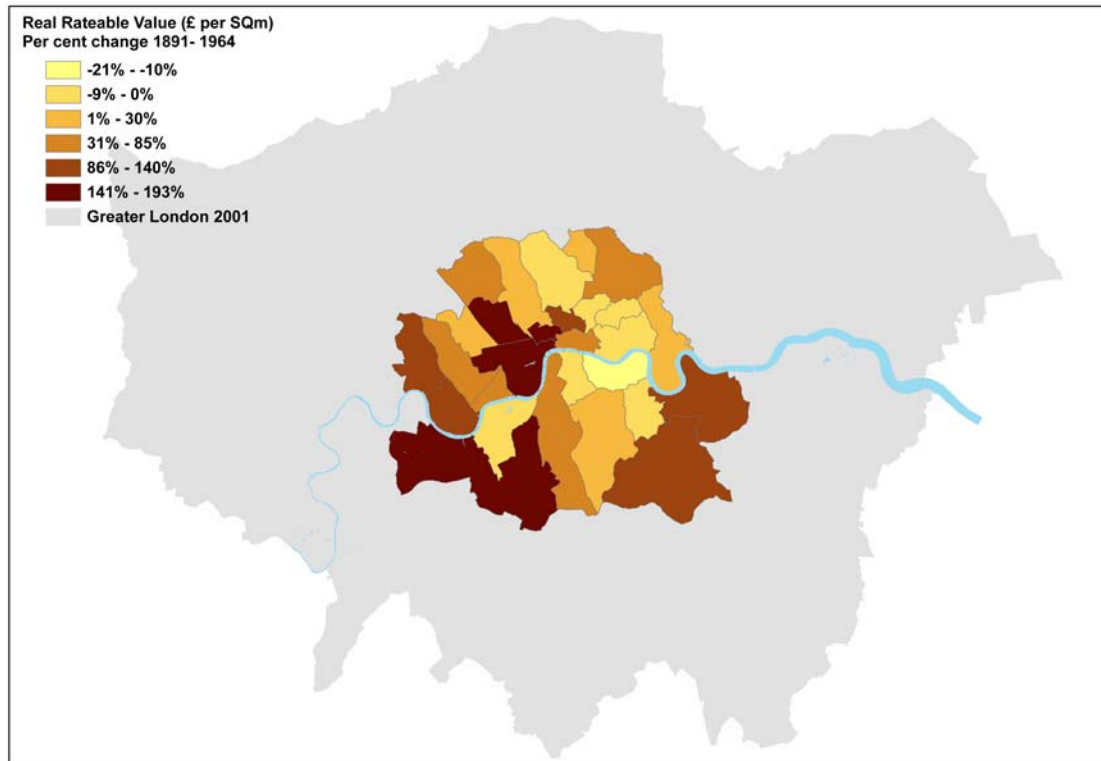 Real Rateable Value (£ per SQm)
Per cent change 1891- 1964
-21% - -10%
-9% - 0%
1% - 30%
31% - 85%
86% - 140%
141% - 193%
Greater London 2001